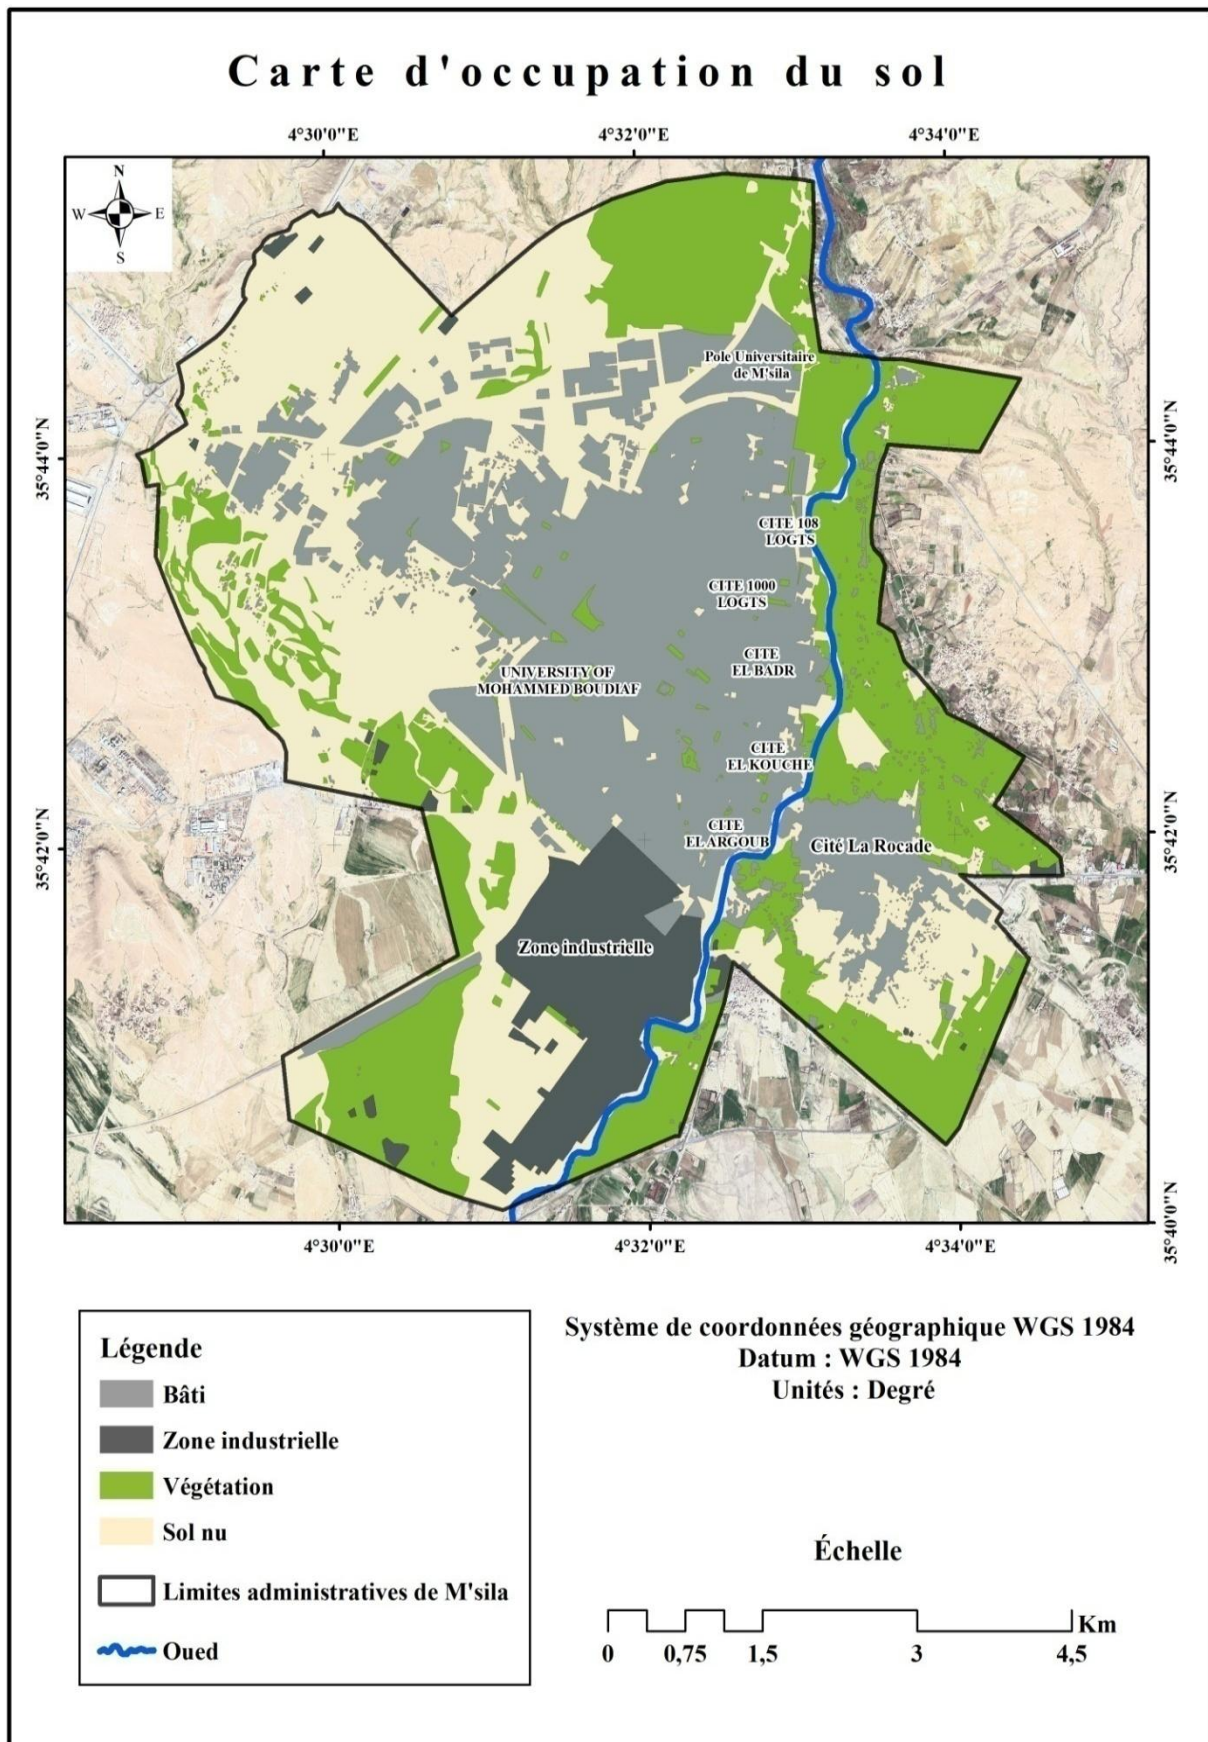 Carte d'occupation du sol
4°30'0"E
4°32'0"E
4°34'0"E
N
W
E
S
35°44'0"N
35°44'0"N
Pole Universitaire
de M'sila
CITE 108
LOGTS
CITE 1000
LOGTS
CITE
EL BADR
UNIVERSITY OF
MOHAMMED BOUDIAF
CITE
EL KOUCHE
CITE
EL ARGOUB
Cité La Rocade
35°42'0"N
35°42'0"N
Zone industrielle
35°40'0"N
4°30'0"E
4°32'0"E
4°34'0"E
Légende
Bâti
Zone industrielle
Végétation
Sol nu
Limites administratives de M'sila
Oued
Système de coordonnées géographique WGS 1984
Datum : WGS 1984
Unités : Degré
Échelle
Km
0
0,75
1,5
3
4,5